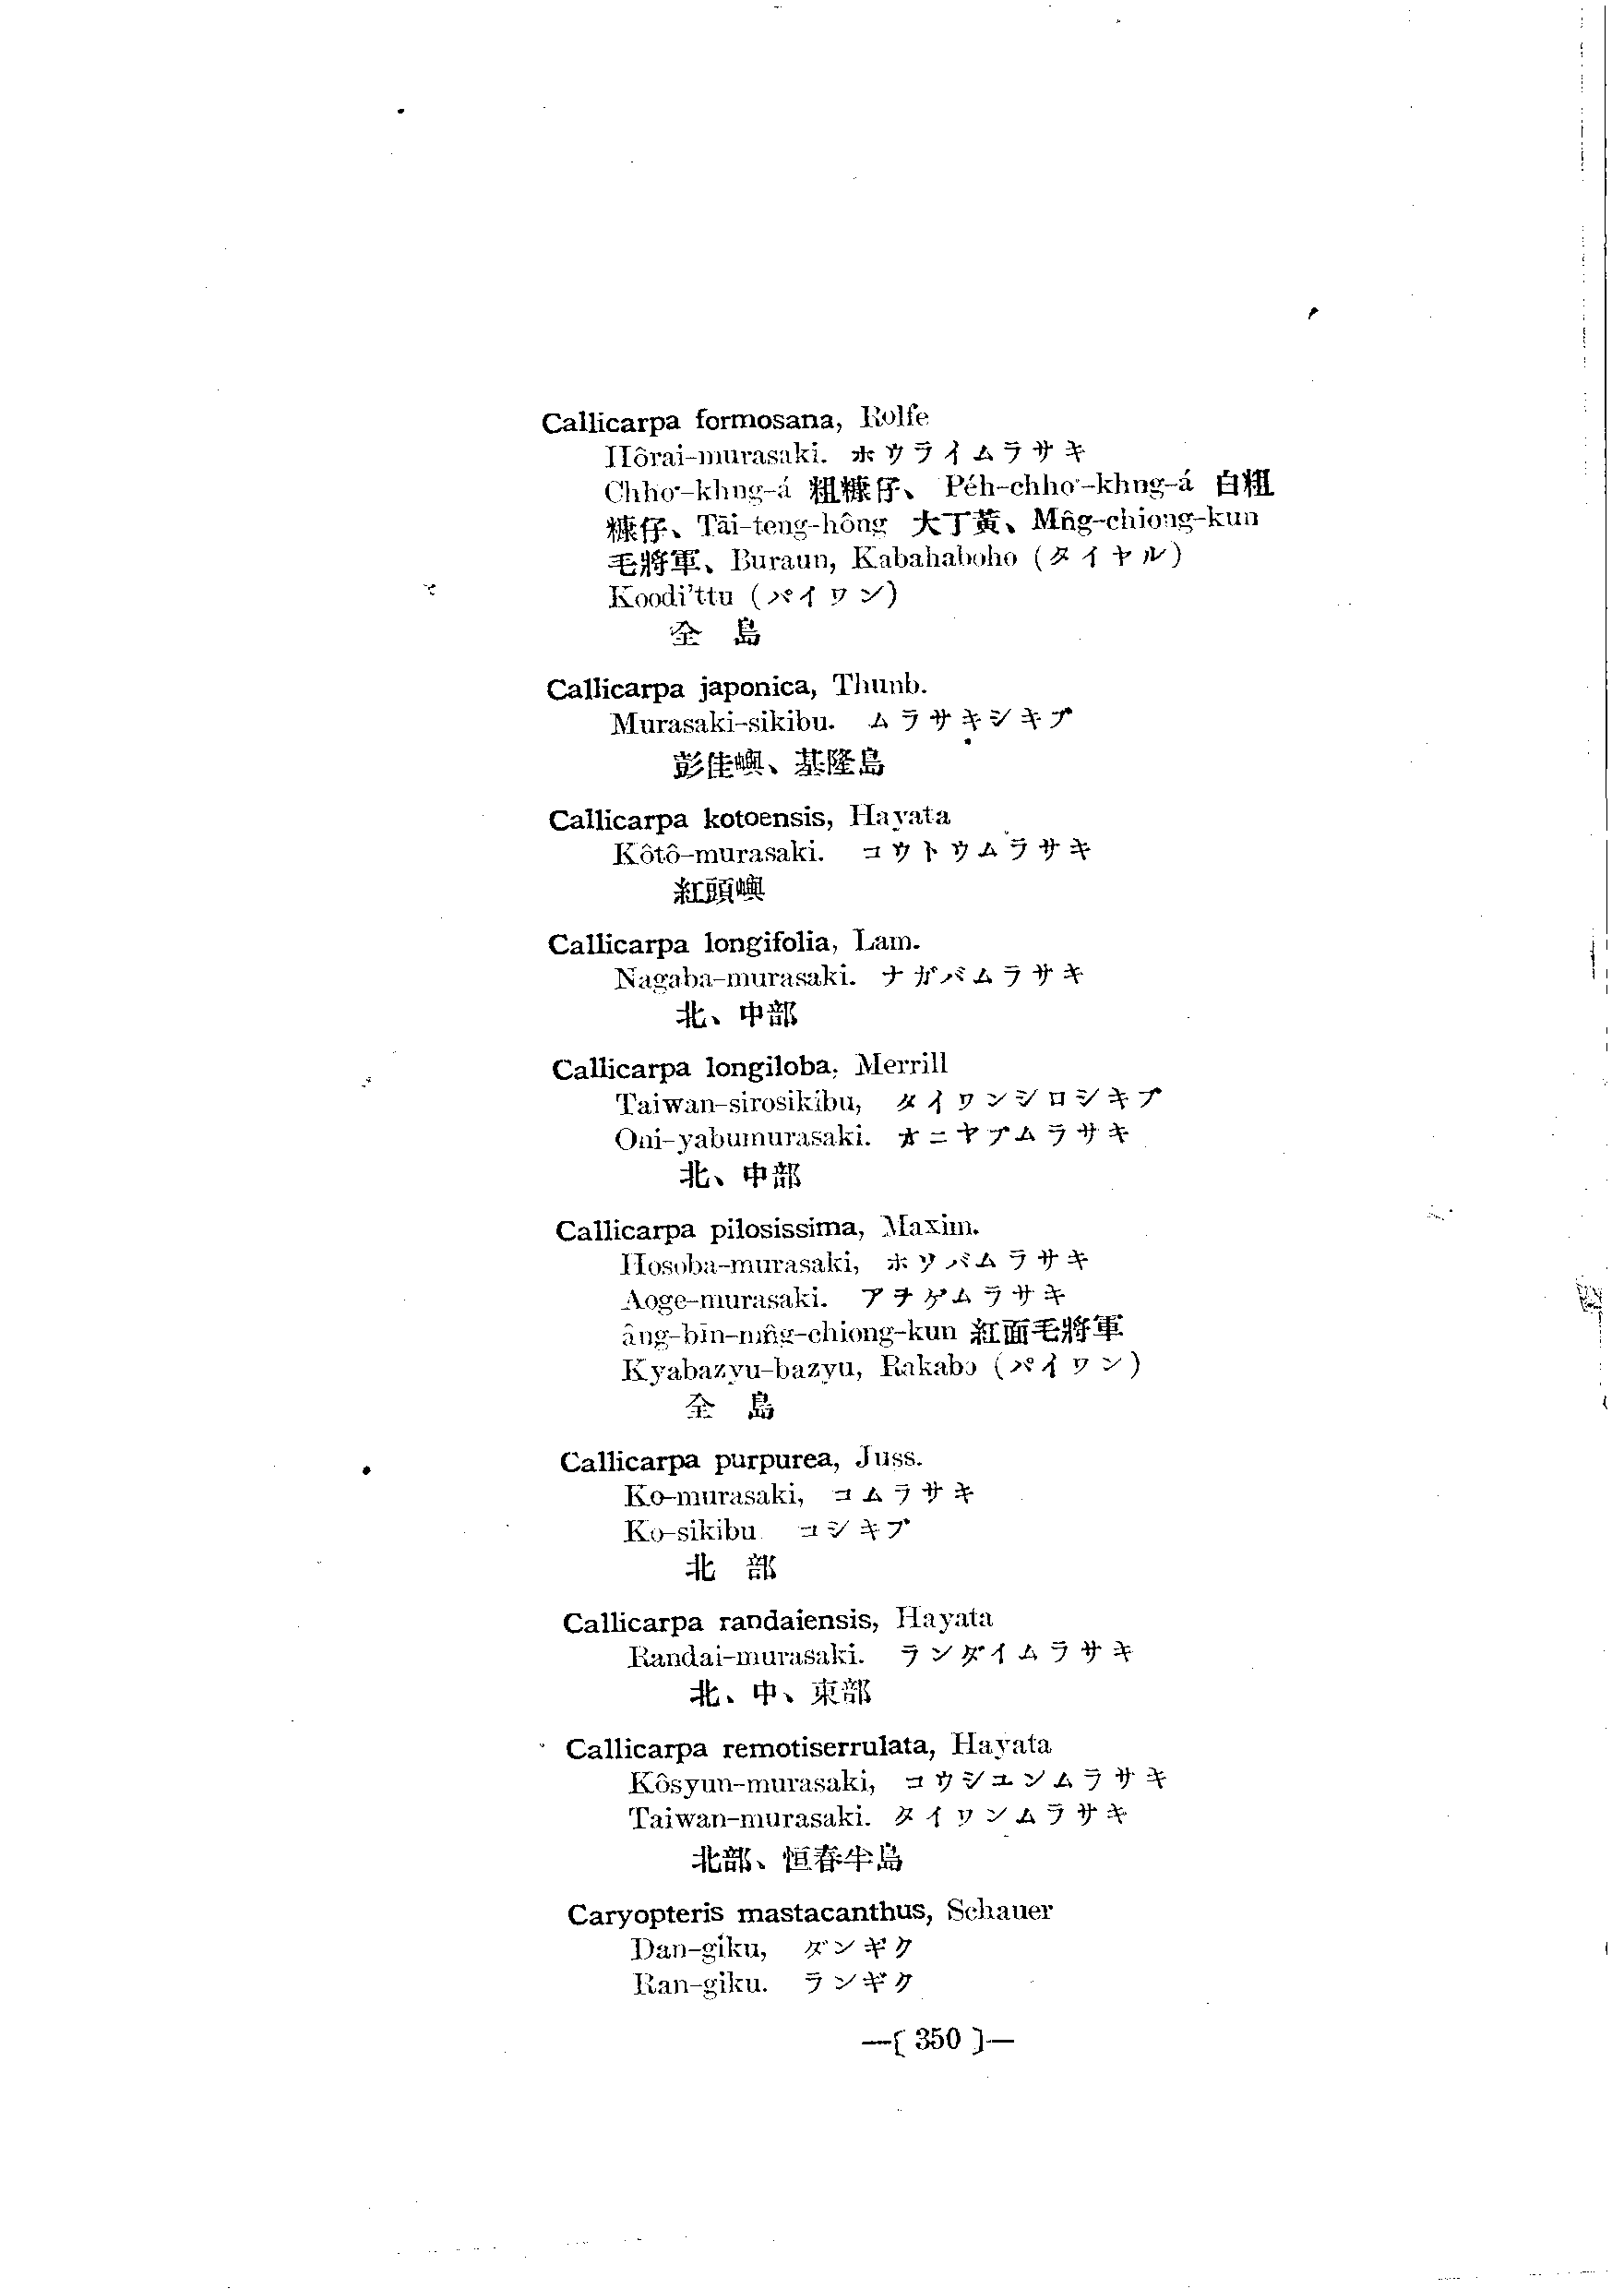 Callicarpa formosana, Rolfe
Hôrai-murasaki. ホウライムラサキ
Chho͘-khng-á 粗糠仔、 Pe̍h-chho͘-khng-á 白粗
糠仔、Tāi-teng-hông 大丁黃、Mn̂g-chiong-kun
毛將軍、Buraun, Kabahaboho (タイヤル)
Koodi'ttu (パイワン)
全 島
Callicarpa japonica, Thunb.
Murasaki-sikibu. ムラサキシキブ
彭佳嶼、基隆島
Callicarpa kotoensis, Hayata
Kôtô-murasaki. コウトウムラサキ
紅頭嶼
Callicarpa longifolia, Lam.
Nagaba-murasaki. ナガバムラサキ
北、中部
Callicarpa longiloba, Merrill
Taiwan-sirosikibu, タイワンシロシキブ
Oni-yabumurasaki. オニヤブムラサキ
北、中部
Callicarpa pilosissima, Maxim.
Hosoba-murasaki, ホソバムラサキ
Aoge-murasaki. アヲゲムラサキ
âng-bīn-mn̂g-chiong-kun 紅面毛將軍
Kyabazyu-bazyu, Rakabo (パイワン)
全 島
Callicarpa purpurea, Juss.
Ko-murasaki, コムラサキ
Ko-sikibu. コシキブ
北 部
Callicarpa randaiensis, Hayata
Randai-murasaki. ランダイムラサキ
北、中、東部
Callicarpa remotiserrulata, Hayata
Kôsyun-murasaki, コウシユンムラサキ
Taiwan-murasaki. タイワンムラサキ
北部、恒春半島
Caryopteris mastacanthus, Schauer
Dan-giku, ダンギク
Ran-giku. ランギク
—( 350 )—